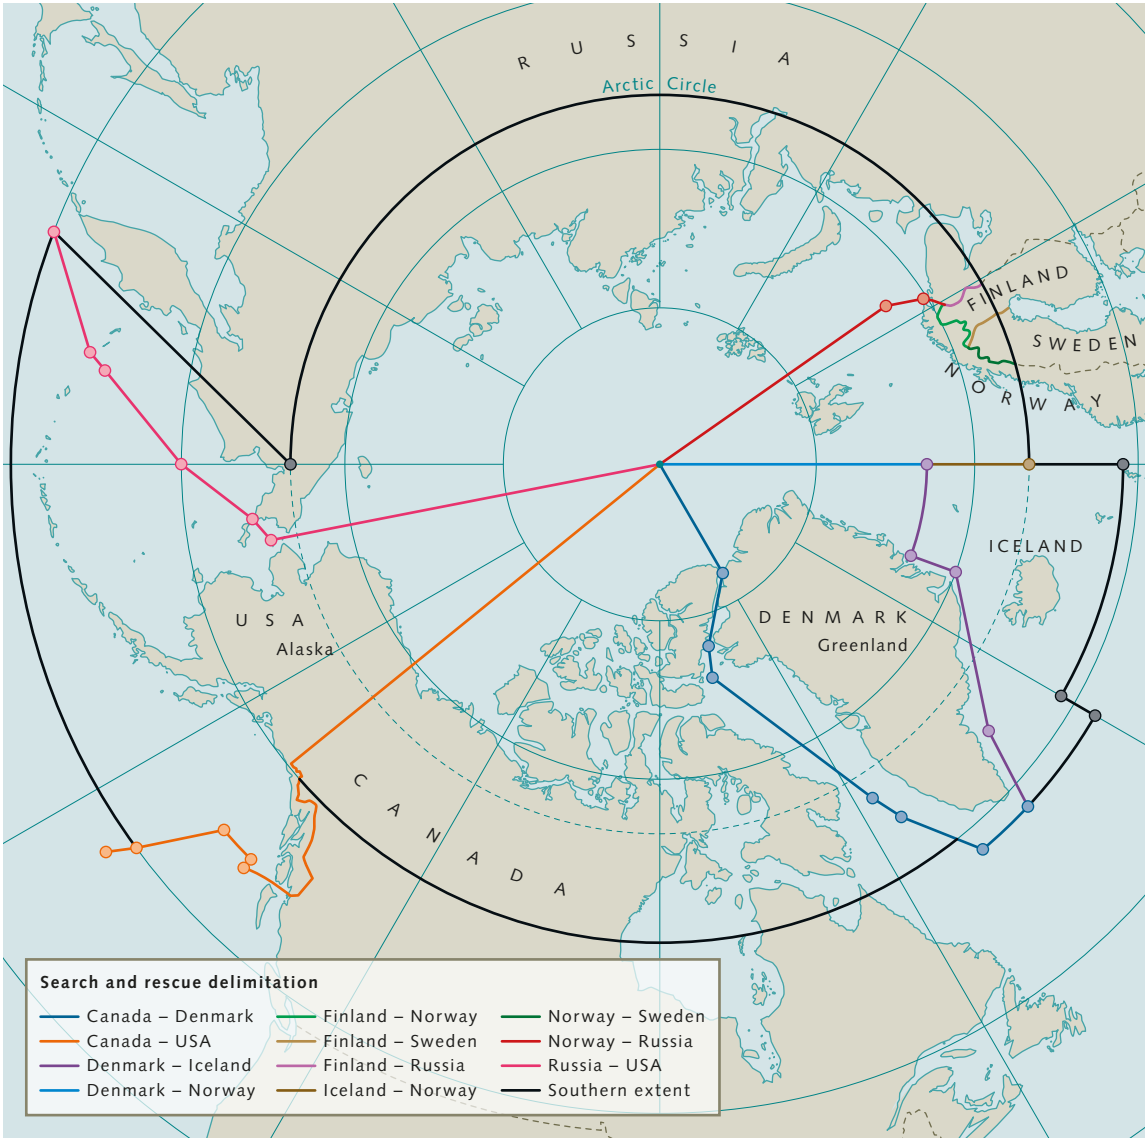 RUSSIA
Arctic Circle
FINLAND
SWEDEN
NORWAY
ICELAND
USA
Alaska
DENMARK
Greenland
CANADA
Search and rescue delimitation
Canada – Denmark
Canada – USA
Denmark – Iceland
Denmark – Norway
Finland – Norway
Finland – Sweden
Finland – Russia
Iceland – Norway
Norway – Sweden
Norway – Russia
Russia – USA
Southern extent